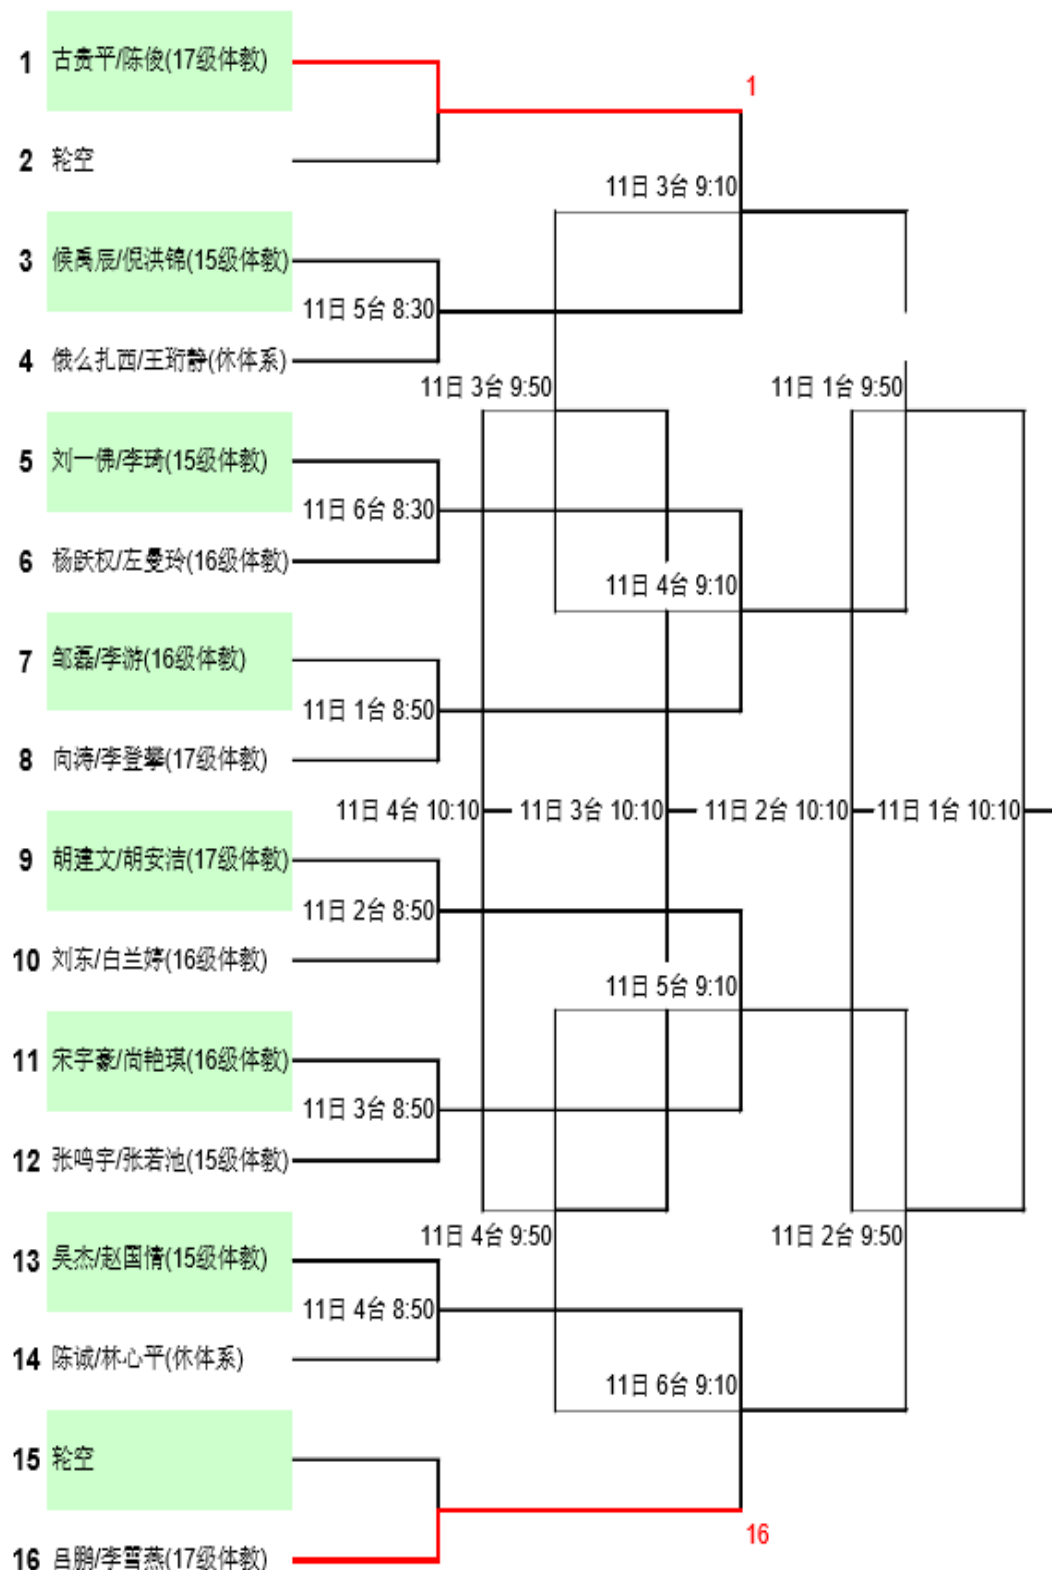 1 古贵平/陈俊(17级体教)
1
2 轮空
11日 3台 9:10
3 候禹辰/倪洪锦(15级体教)
11日 5台 8:30
4 俄么扎西/王珩静(休体系)
11日 3台 9:50
11日 1台 9:50
5 刘一佛/李琦(15级体教)
11日 6台 8:30
6 杨跃权/左曼玲(16级体教)
11日 4台 9:10
7 邹磊/李游(16级体教)
11日 1台 8:50
8 向涛/李登攀(17级体教)
11日 4台 10:10
11日 3台 10:10
11日 2台 10:10
11日 1台 10:10
9 胡建文/胡安洁(17级体教)
11日 2台 8:50
10 刘东/白兰婷(16级体教)
11日 5台 9:10
11 宋宇豪/尚艳琪(16级体教)
11日 3台 8:50
12 张鸣宇/张若池(15级体教)
11日 4台 9:50
11日 2台 9:50
13 吴杰/赵国情(15级体教)
11日 4台 8:50
14 陈诚/林心平(休体系)
11日 6台 9:10
15 轮空
16
16 吕鹏/李雪燕(17级体教)